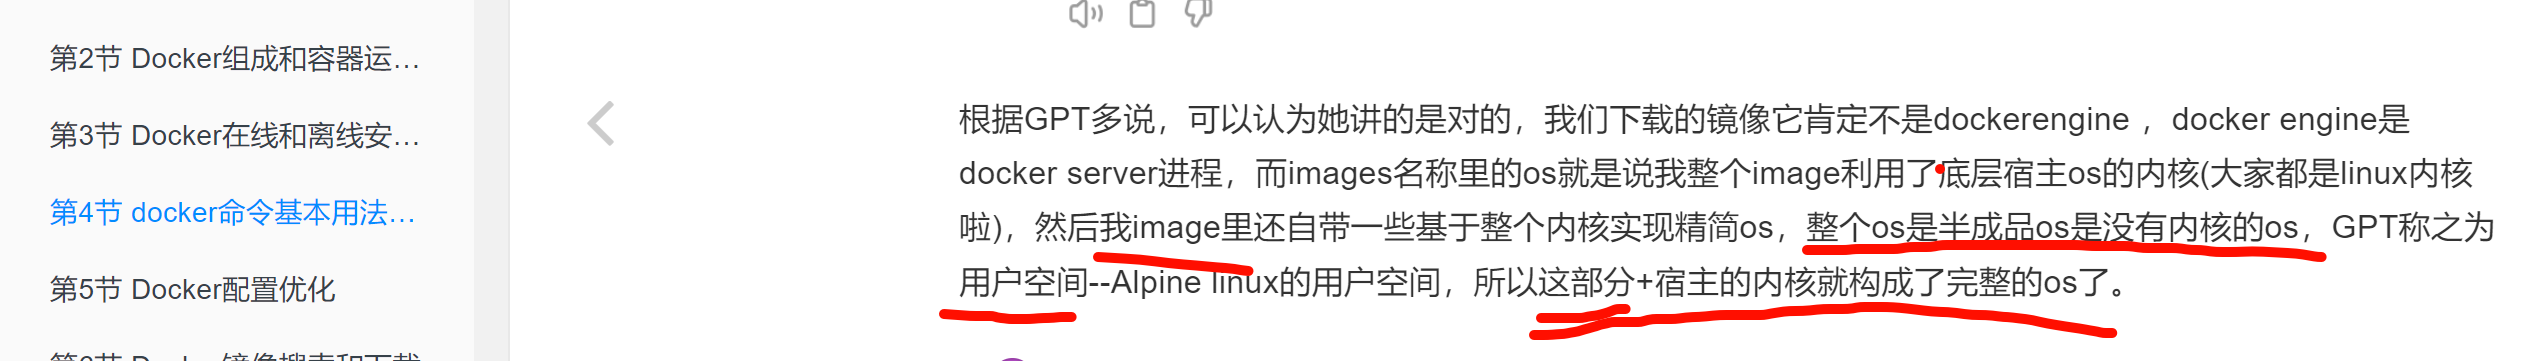 第2节 Docker组成和容器运...
第3节 Docker在线和离线安...
第4节 docker命令基本用法...
第5节 Docker配置优化
根据GPT多说，可以认为她讲的是对的，我们下载的镜像它肯定不是dockerengine ，docker engine是
docker server进程，而images名称里的os就是说我整个image利用了底层宿主os的内核(大家都是linux内核
啦)，然后我image里还自带一些基于整个内核实现精简os，整个os是半成品os是没有内核的os，GPT称之为
用户空间--Alpine linux的用户空间，所以这部分+宿主的内核就构成了完整的os了。